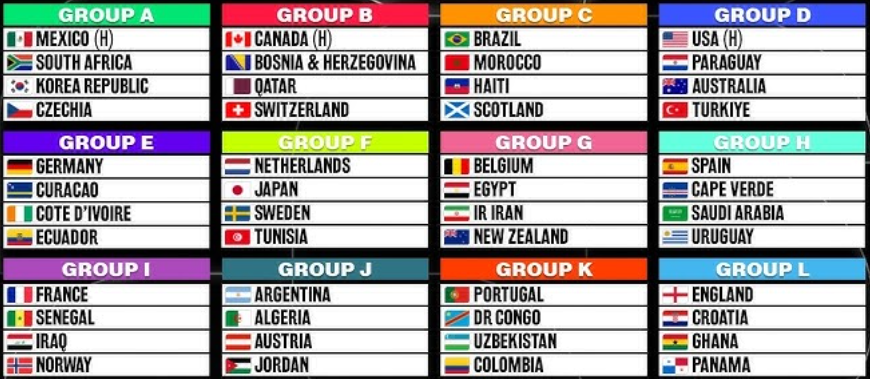 GROUP A
MEXICO (H)
SOUTH AFRICA
KOREA REPUBLIC
CZECHIA
GROUP B
CANADA (H)
BOSNIA & HERZEGOVINA
QATAR
SWITZERLAND
GROUP C
BRAZIL
MOROCCO
HAITI
SCOTLAND
GROUP D
USA (H)
PARAGUAY
AUSTRALIA
TURKIYE
GROUP E
GERMANY
CURACAO
COTE D'IVOIRE
ECUADOR
GROUP F
NETHERLANDS
JAPAN
SWEDEN
TUNISIA
GROUP G
BELGIUM
EGYPT
IR IRAN
NEW ZEALAND
GROUP H
SPAIN
CAPE VERDE
SAUDI ARABIA
URUGUAY
GROUP I
FRANCE
SENEGAL
IRAQ
NORWAY
GROUP J
ARGENTINA
ALGERIA
AUSTRIA
JORDAN
GROUP K
PORTUGAL
DR CONGO
UZBEKISTAN
COLOMBIA
GROUP L
ENGLAND
CROATIA
GHANA
PANAMA